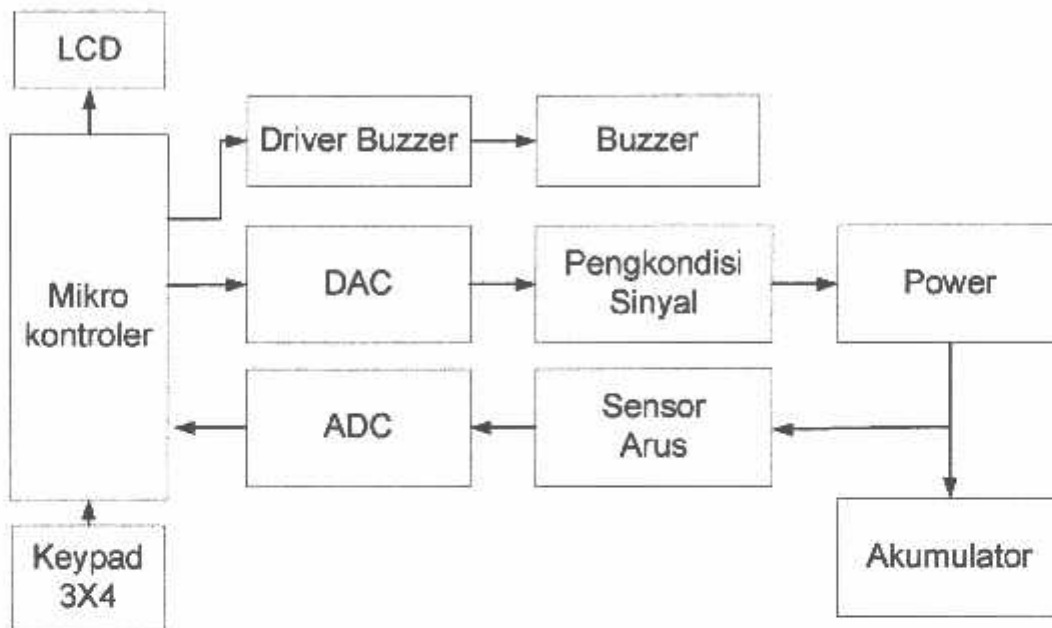 LCD
Driver Buzzer
Buzzer
Mikro
kontroler
DAC
Pengkondisi
Sinyal
Power
ADC
Sensor
Arus
Keypad
3X4
Akumulator